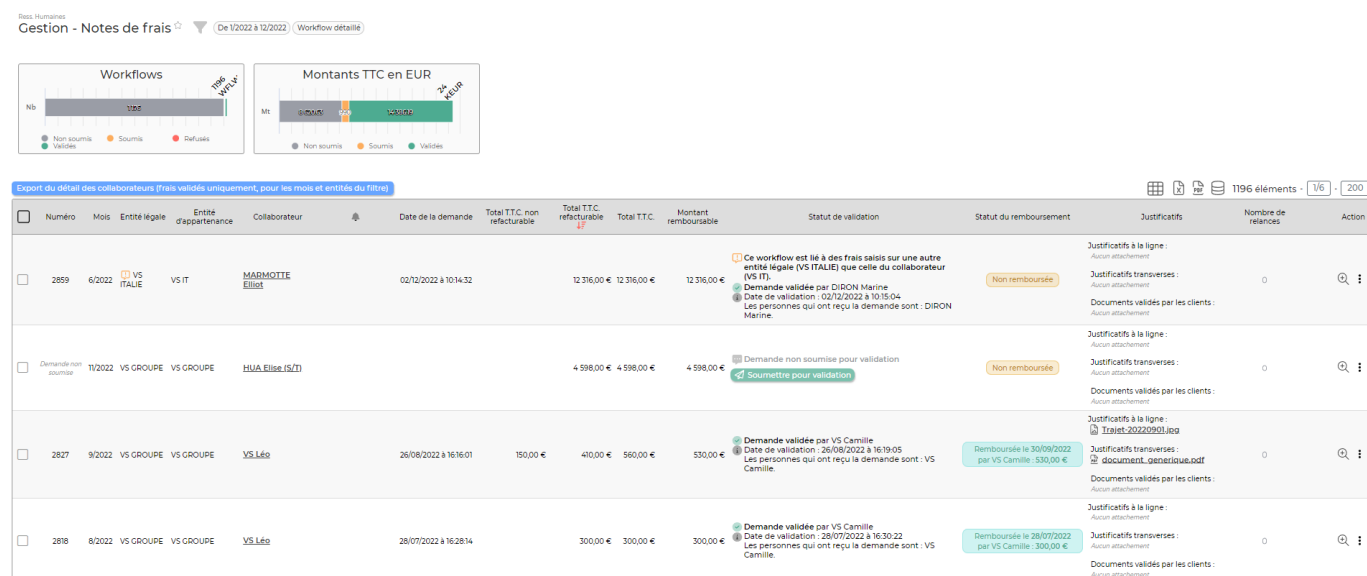 Ress. Humaines
Gestion - Notes de frais
De 1/2022 à 12/2022
Workflow détaillé
Workflows
1196
WFLW
Nb
Non soumis
Soumis
Refusés
Validés
Montants TTC en EUR
24
KEUR
Mt
Non soumis
Soumis
Validés
Export du détail des collaborateurs (frais validés uniquement, pour les mois et entités du filtre)
1196 éléments - 1/6 - 200
Numéro
Mois
Entité légale
Entité
d'appartenance
Collaborateur
Date de la demande
Total T.T.C. non
refacturable
Total T.T.C.
refacturable
Total T.T.C.
Montant
remboursable
Statut de validation
Statut du remboursement
Justificatifs
Nombre de
relances
Action
2859
6/2022
VS
ITALIE
VS IT
MARMOTTE
Elliot
02/12/2022 à 10:14:32
12 316,00 €
12 316,00 €
12 316,00 €
Ce workflow est lié à des frais saisis sur une autre
entité légale (VS ITALIE) que celle du collaborateur
(VS IT).
Demande validée par DIRON Marine
Date de validation : 02/12/2022 à 10:15:04
Les personnes qui ont reçu la demande sont : DIRON
Marine.
Non remboursée
Justificatifs à la ligne :
Aucun attachement
Justificatifs transverses :
Aucun attachement
Documents validés par les clients :
Aucun attachement
0
Demande non
soumise
11/2022
VS GROUPE
VS GROUPE
HUA Elise (S/T)
4 598,00 €
4 598,00 €
4 598,00 €
Demande non soumise pour validation
Soumettre pour validation
Non remboursée
Justificatifs à la ligne :
Aucun attachement
Justificatifs transverses :
Aucun attachement
Documents validés par les clients :
Aucun attachement
0
2827
9/2022
VS GROUPE
VS GROUPE
VS Léo
26/08/2022 à 16:16:01
150,00 €
410,00 €
560,00 €
530,00 €
Demande validée par VS Camille
Date de validation : 26/08/2022 à 16:19:05
Les personnes qui ont reçu la demande sont : VS
Camille.
Remboursée le 30/09/2022
par VS Camille : 530,00 €
Justificatifs à la ligne :
Trajet-20220901.jpg
Justificatifs transverses :
document_generique.pdf
Documents validés par les clients :
Aucun attachement
0
2818
8/2022
VS GROUPE
VS GROUPE
VS Léo
28/07/2022 à 16:28:14
300,00 €
300,00 €
300,00 €
Demande validée par VS Camille
Date de validation : 28/07/2022 à 16:30:22
Les personnes qui ont reçu la demande sont : VS
Camille.
Remboursée le 28/07/2022
par VS Camille : 300,00 €
Justificatifs à la ligne :
Aucun attachement
Justificatifs transverses :
Aucun attachement
Documents validés par les clients :
Aucun attachement
0